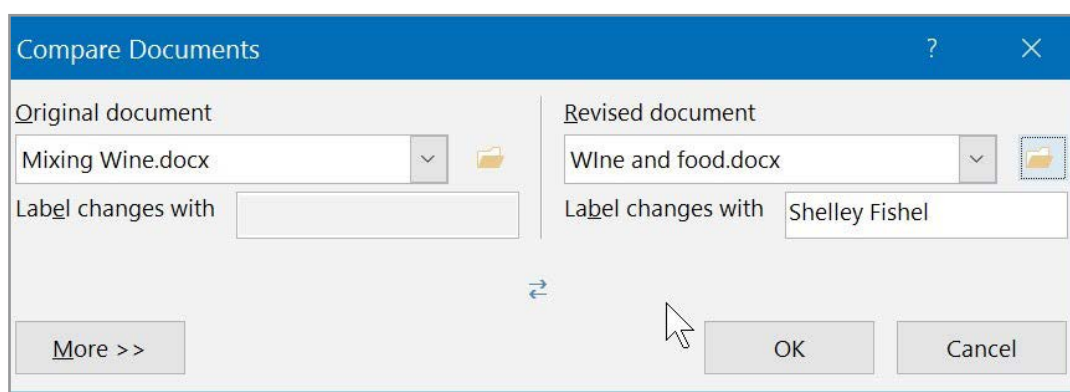 Compare Documents ?
Original document
Mixing Wine.docx
Label changes with
Revised document
WIne and food.docx
Label changes with Shelley Fishel
More >>
OK
Cancel